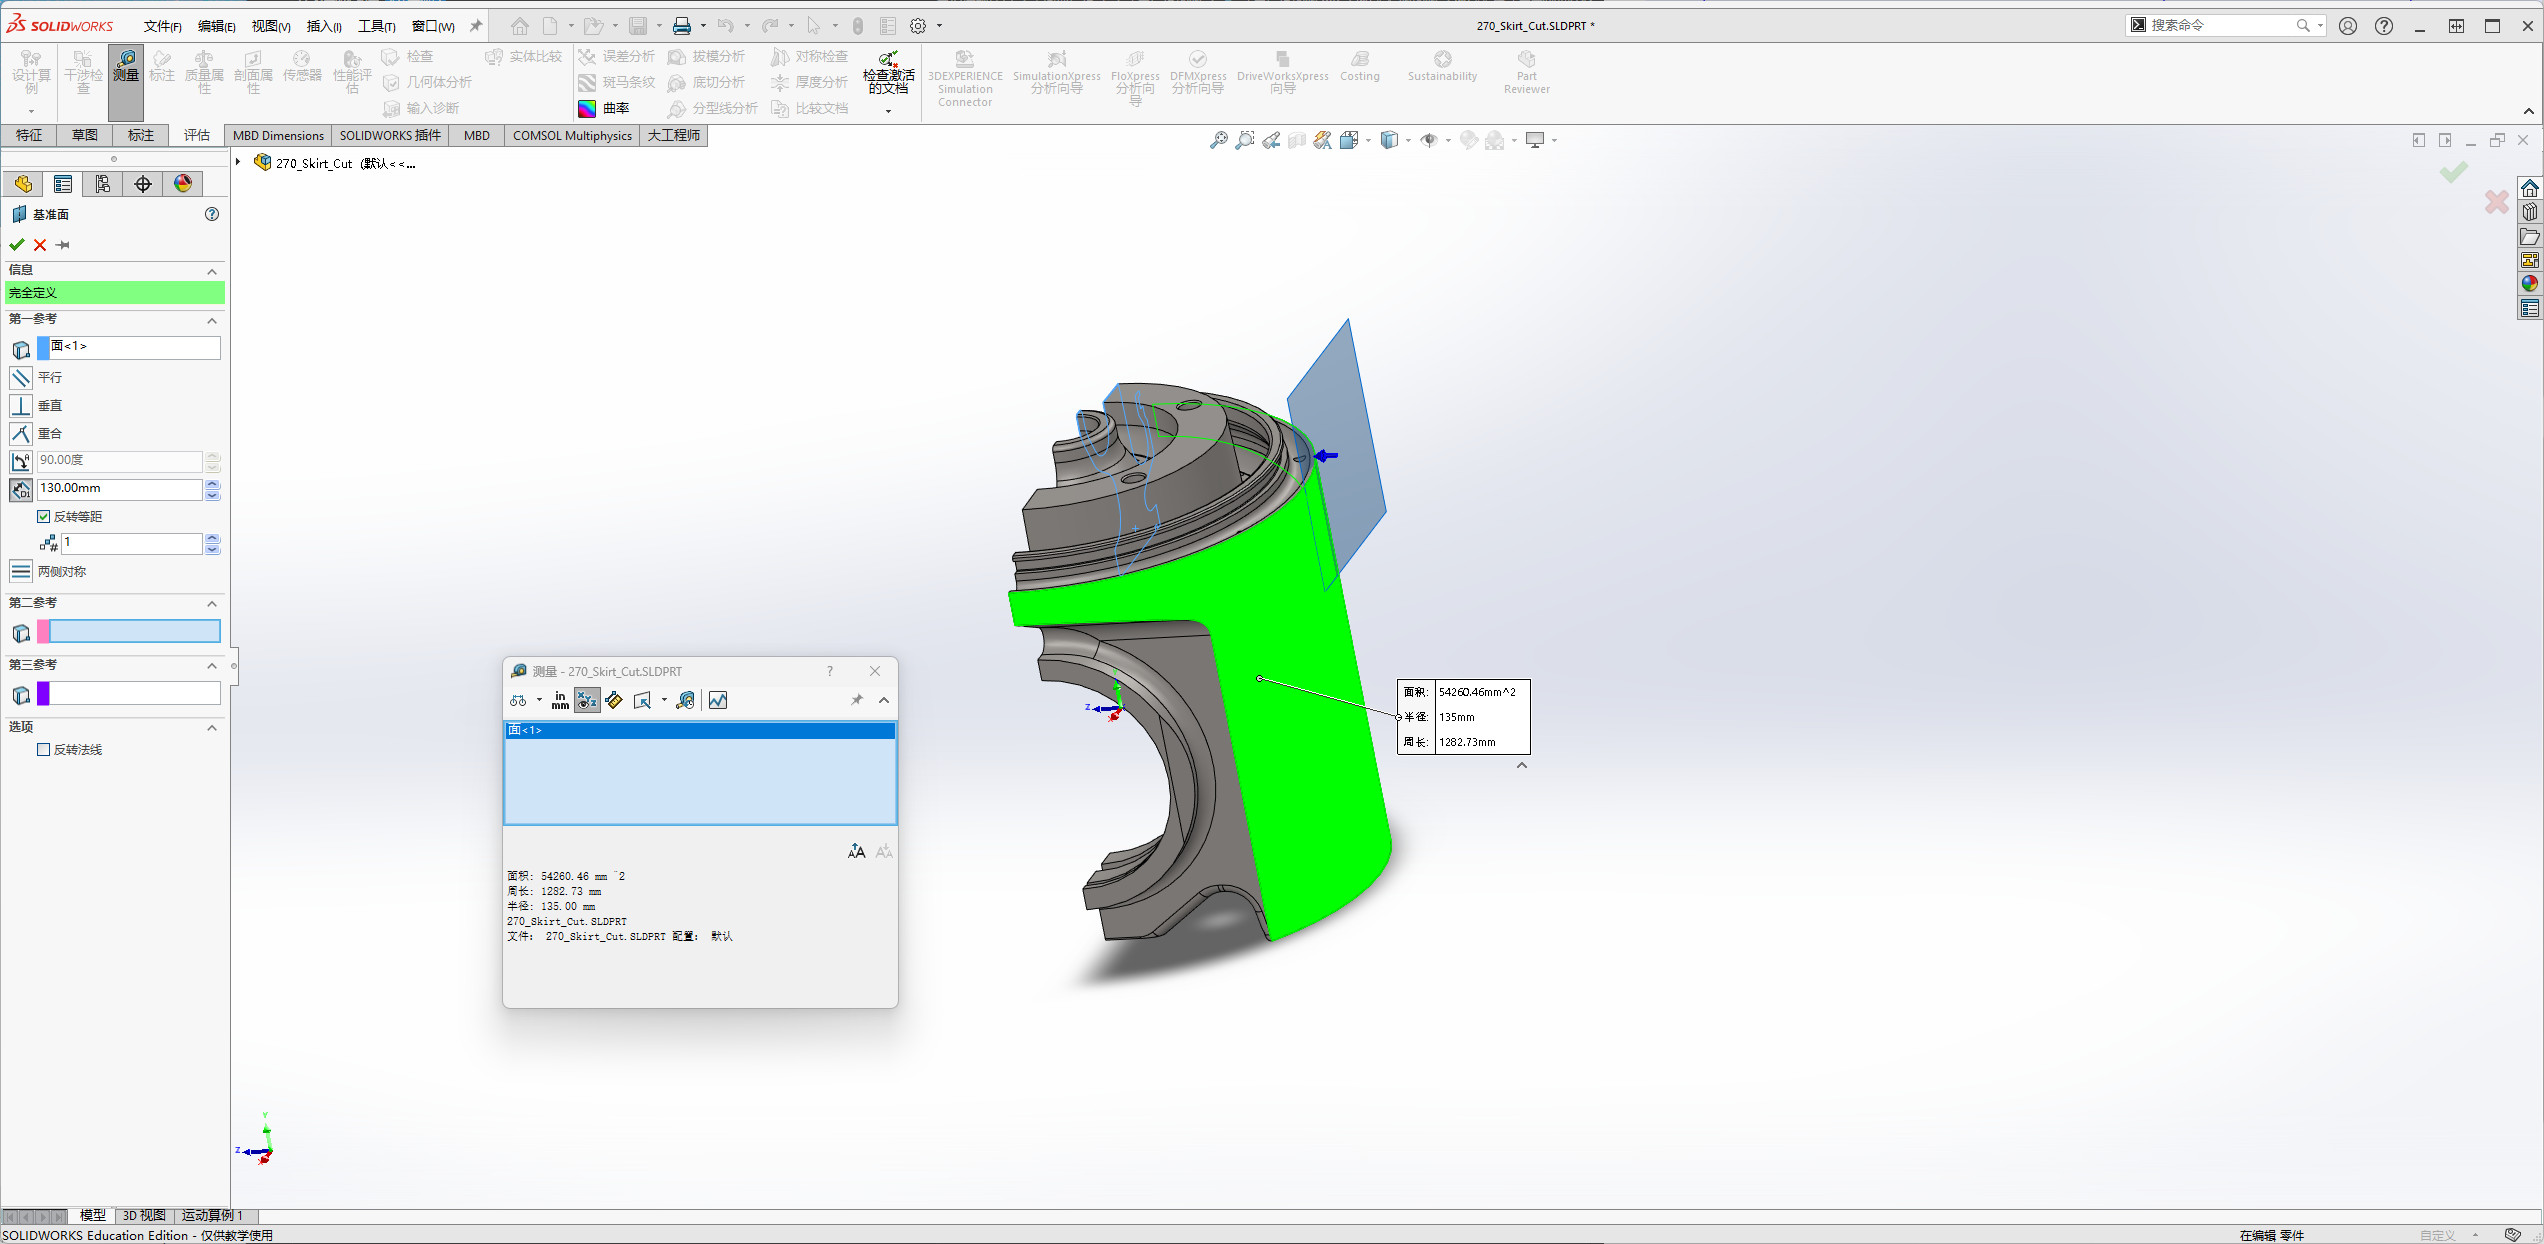 SOLIDWORKS 文件(F) 编辑(E) 视图(V) 插入(I) 工具(T) 窗口(W) 270_Skirt_Cut.SLDPRT * 搜索命令
设计算例
干涉检查
测量
标注
质量属性
剖面属性
传感器
性能评估
检查
几何体分析
输入诊断
实体比较
误差分析
斑马条纹
曲率
拔模分析
底切分析
分型线分析
对称检查
厚度分析
比较文档
检查激活的文档
3DEXPERIENCE Simulation Connector
SimulationXpress 分析向导
FloXpress 分析向导
DFMXpress 分析向导
DriveWorksXpress 向导
Costing
Sustainability
Part Reviewer
特征 草图 标注 评估 MBD Dimensions SOLIDWORKS 插件 MBD COMSOL Multiphysics 大工程师
270_Skirt_Cut (默认<<...
基准面
信息
完全定义
第一参考
面<1>
平行
垂直
重合
90.00度
130.00mm
反转等距
1
两侧对称
第二参考
第三参考
选项
反转法线
测量 - 270_Skirt_Cut.SLDPRT
in
mm
面<1>
面积: 54260.46 mm ^2
周长: 1282.73 mm
半径: 135.00 mm
270_Skirt_Cut.SLDPRT
文件: 270_Skirt_Cut.SLDPRT 配置: 默认
面积: 54260.46mm^2
半径: 135mm
周长: 1282.73mm
Z
Y
Z
模型 3D 视图 运动算例 1
SOLIDWORKS Education Edition - 仅供教学使用 在编辑 零件 自定义